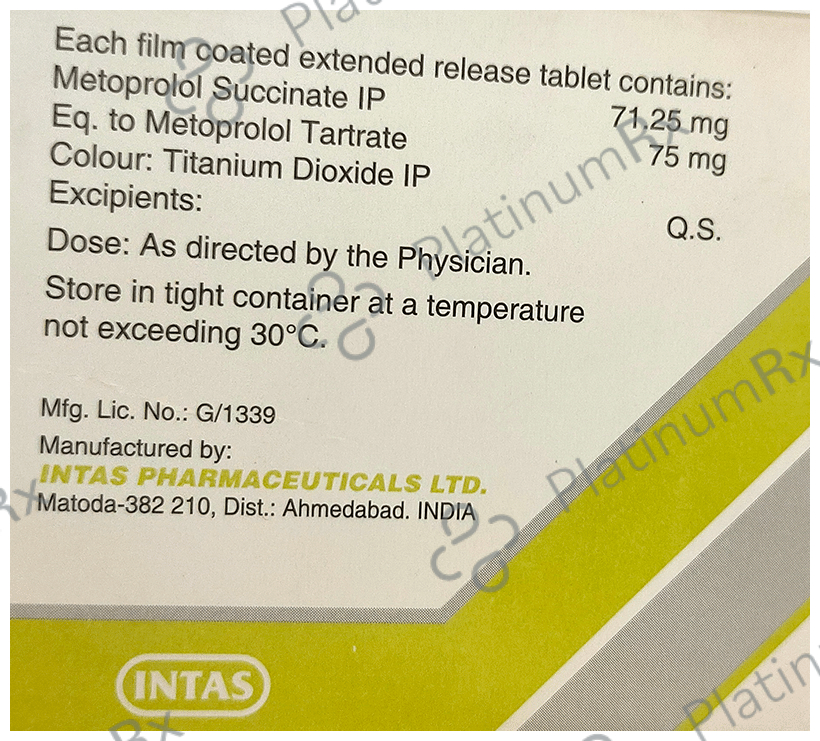 Each film coated extended release tablet contains:
Metoprolol Succinate IP 71.25 mg
Eq. to Metoprolol Tartrate 75 mg
Colour: Titanium Dioxide IP
Excipients: Q.S.
Dose: As directed by the Physician.
Store in tight container at a temperature
not exceeding 30°C.
Mfg. Lic. No.: G/1339
Manufactured by:
INTAS PHARMACEUTICALS LTD.
Matoda-382 210, Dist.: Ahmedabad. INDIA
INTAS
PlatinumRx
PlatinumRx